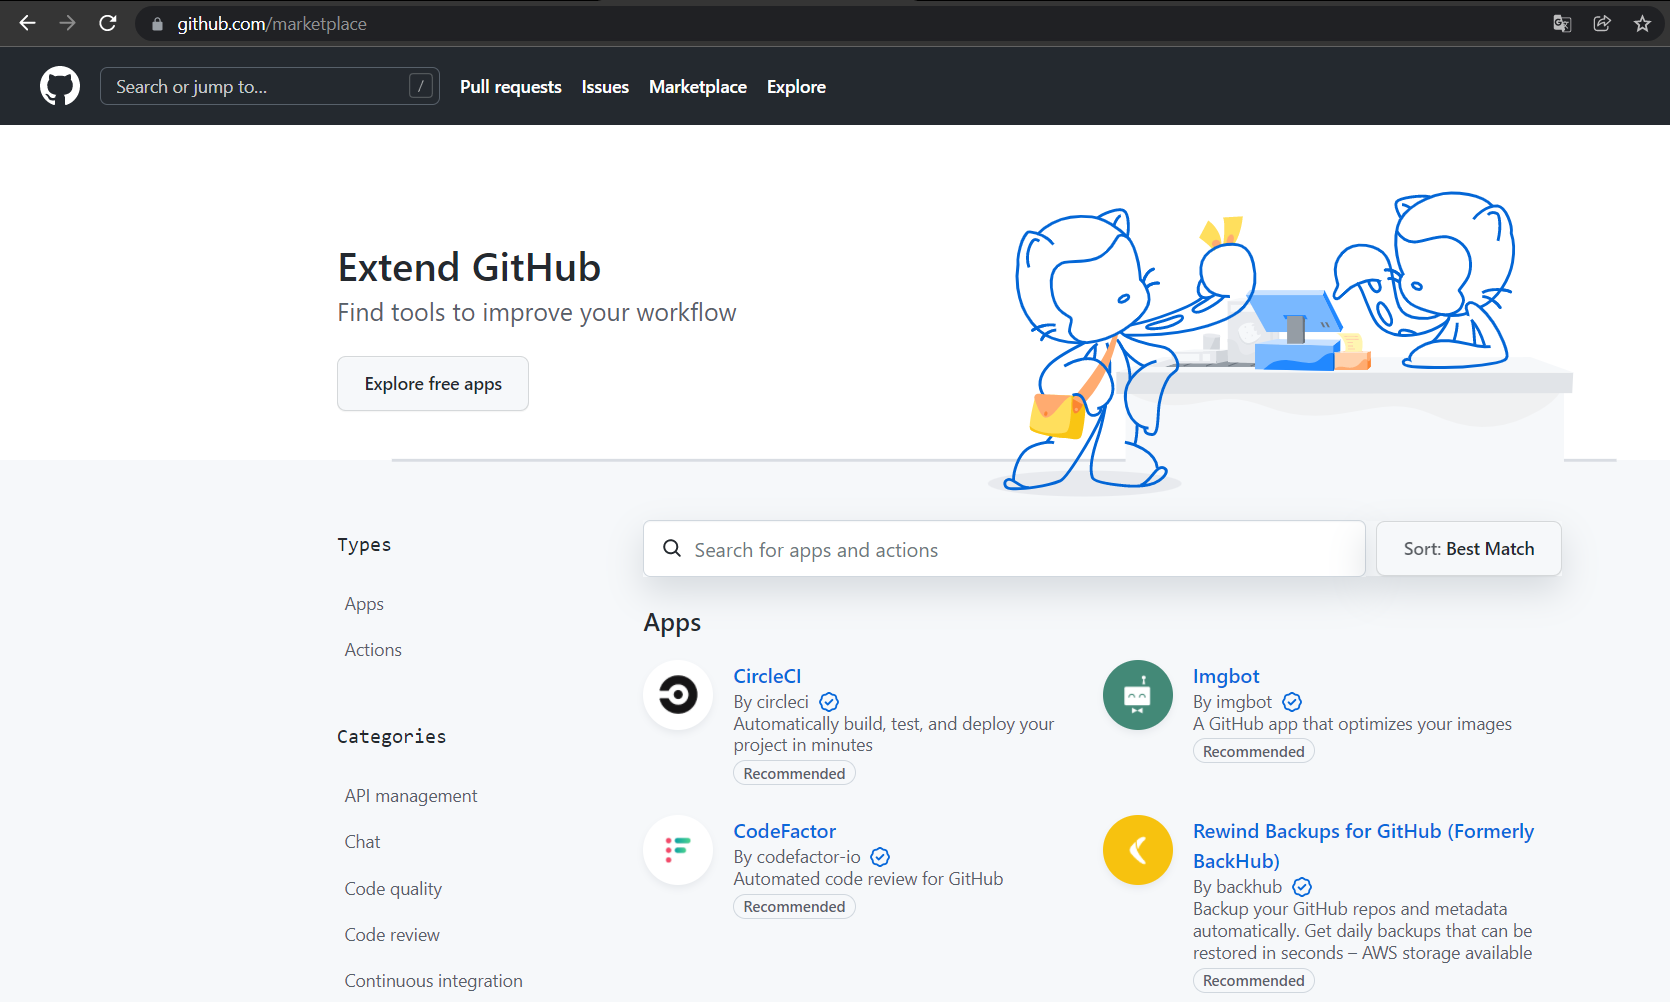 github.com/marketplace
Search or jump to... /
Pull requests Issues Marketplace Explore
Extend GitHub
Find tools to improve your workflow
Explore free apps
Types
Apps
Actions
Categories
API management
Chat
Code quality
Code review
Continuous integration
Search for apps and actions
Sort: Best Match
Apps
CircleCI
By circleci
Automatically build, test, and deploy your
project in minutes
Recommended
Imgbot
By imgbot
A GitHub app that optimizes your images
Recommended
CodeFactor
By codefactor-io
Automated code review for GitHub
Recommended
Rewind Backups for GitHub (Formerly
BackHub)
By backhub
Backup your GitHub repos and metadata
automatically. Get daily backups that can be
restored in seconds – AWS storage available
Recommended